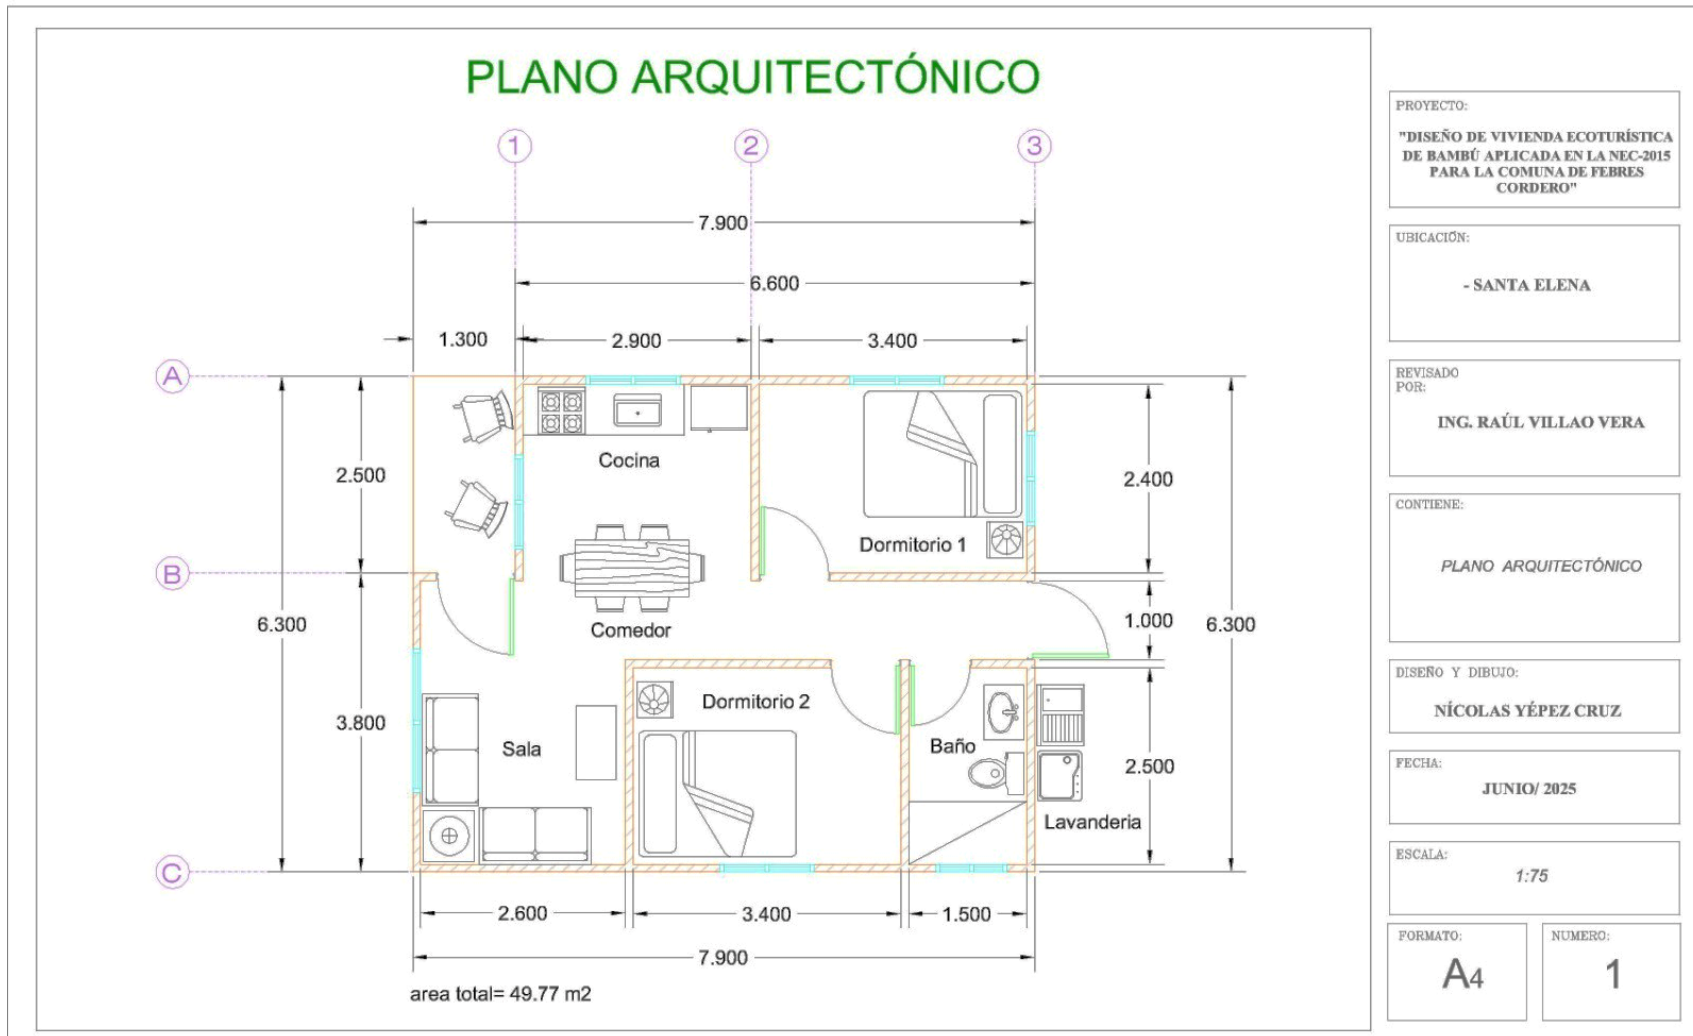 PLANO ARQUITECTÓNICO
1
2
3
7.900
6.600
1.300
2.900
3.400
A
B
C
2.500
6.300
3.800
Cocina
Comedor
Dormitorio 1
Dormitorio 2
Sala
Baño
Lavanderia
2.400
1.000
6.300
2.500
2.600
3.400
1.500
7.900
area total= 49.77 m2
PROYECTO:
"DISEÑO DE VIVIENDA ECOTURÍSTICA
DE BAMBÚ APLICADA EN LA NEC-2015
PARA LA COMUNA DE FEBRES
CORDERO"
UBICACIÓN:
- SANTA ELENA
REVISADO
POR:
ING. RAÚL VILLAO VERA
CONTIENE:
PLANO ARQUITECTÓNICO
DISEÑO Y DIBUJO:
NÍCOLAS YÉPEZ CRUZ
FECHA:
JUNIO/ 2025
ESCALA:
1:75
FORMATO:
A4
NUMERO:
1